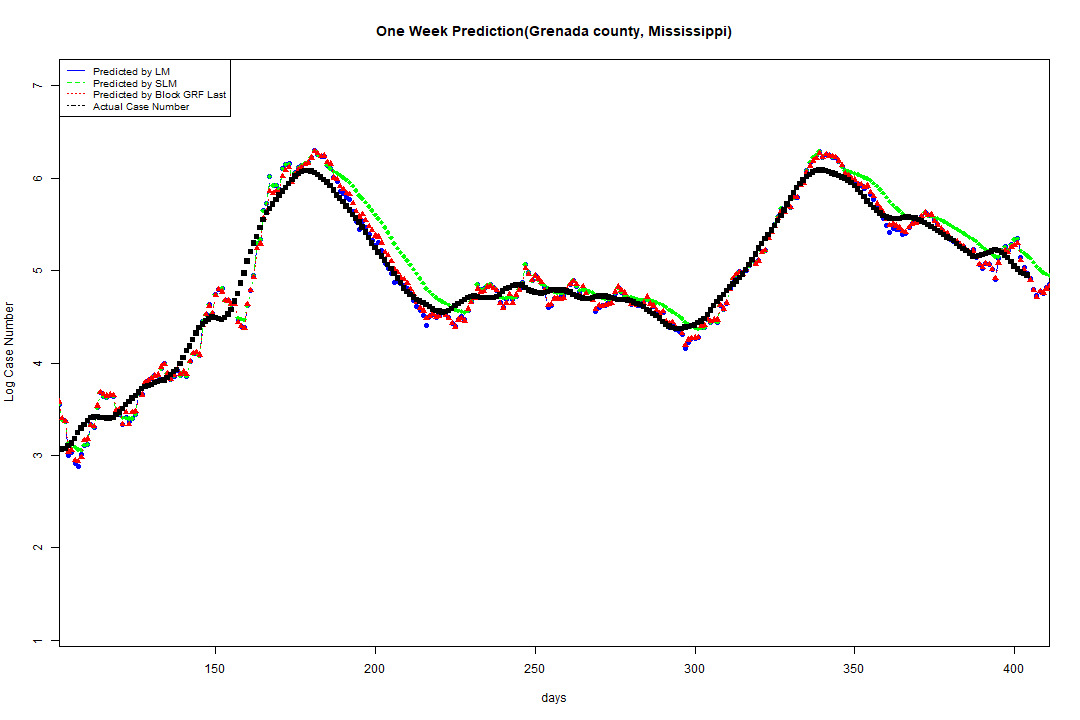 One Week Prediction(Grenada county, Mississippi)
Predicted by LM
Predicted by SLM
Predicted by Block GRF Last
Actual Case Number
7
6
5
4
3
2
1
Log Case Number
150 200 250 300 350 400
days